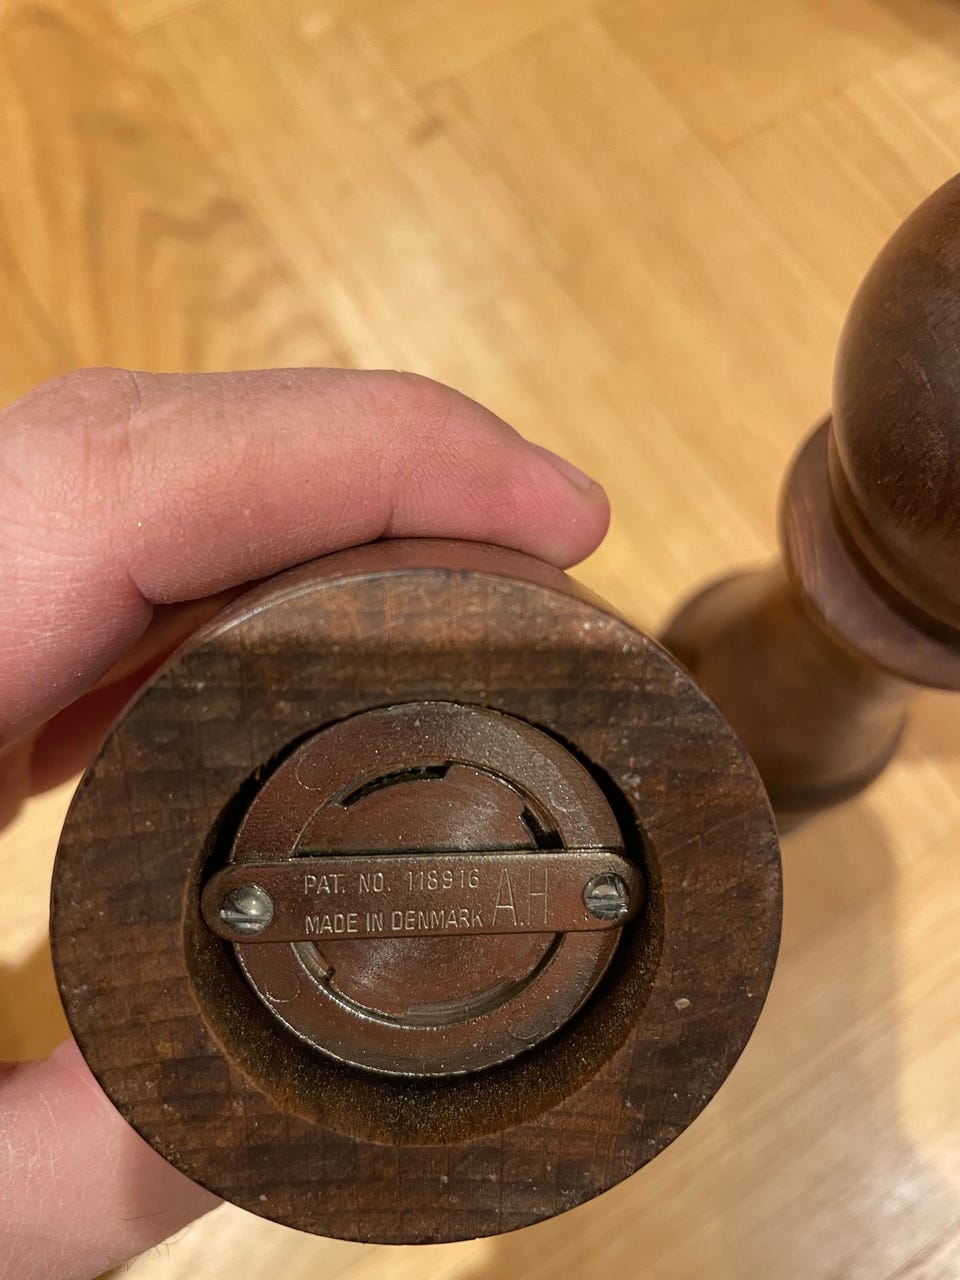 PAT. NO. 118916
MADE IN DENMARK
A.H